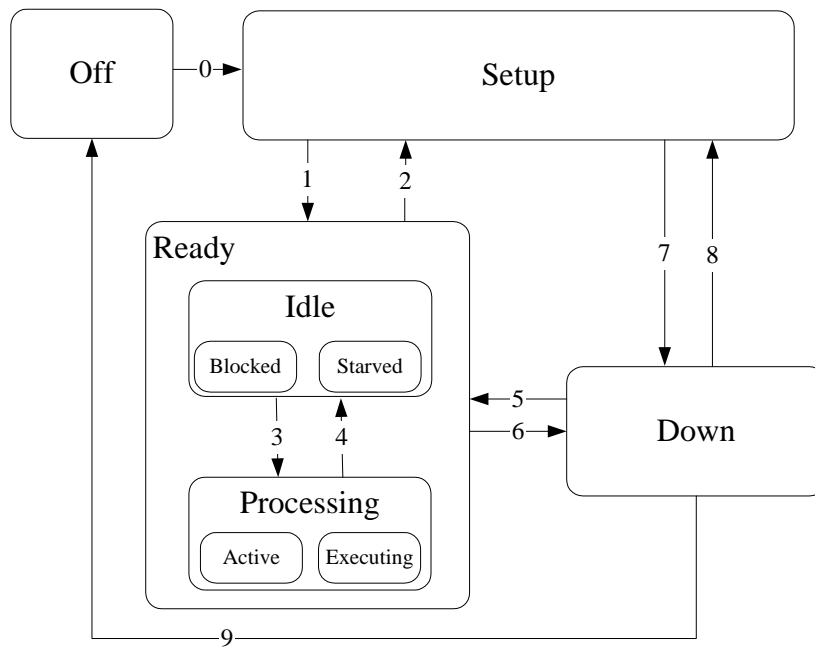 Off
0
Setup
1
2
7
8
Ready
Idle
Blocked
Starved
5
3
4
6
Down
Processing
Active
Executing
9